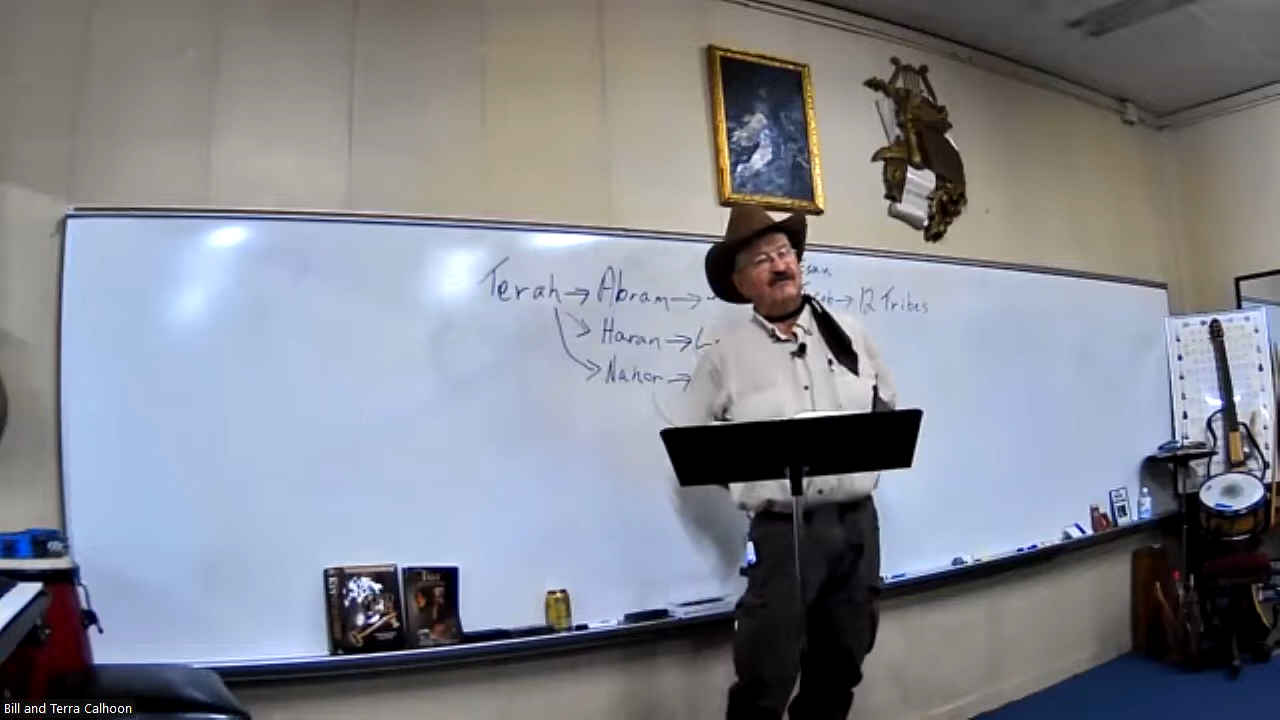 Terah → Abram → 
→ 12 Tribes
Haran →
Nahor →
Bill and Terra Calhoon